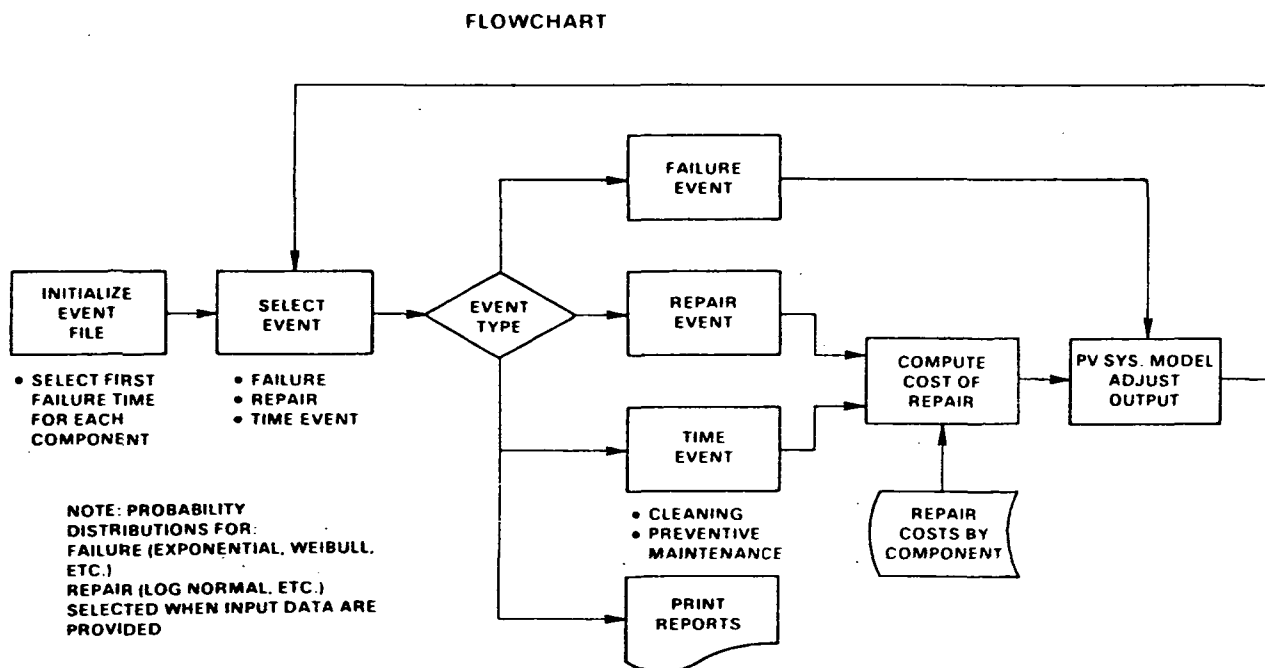 FLOWCHART
INITIALIZE
EVENT
FILE
• SELECT FIRST
FAILURE TIME
FOR EACH
COMPONENT
SELECT
EVENT
• FAILURE
• REPAIR
• TIME EVENT
EVENT
TYPE
FAILURE
EVENT
REPAIR
EVENT
TIME
EVENT
• CLEANING
• PREVENTIVE
MAINTENANCE
PRINT
REPORTS
COMPUTE
COST OF
REPAIR
REPAIR
COSTS BY
COMPONENT
PV SYS. MODEL
ADJUST
OUTPUT
NOTE: PROBABILITY
DISTRIBUTIONS FOR:
FAILURE (EXPONENTIAL, WEIBULL,
ETC.)
REPAIR (LOG NORMAL, ETC.)
SELECTED WHEN INPUT DATA ARE
PROVIDED